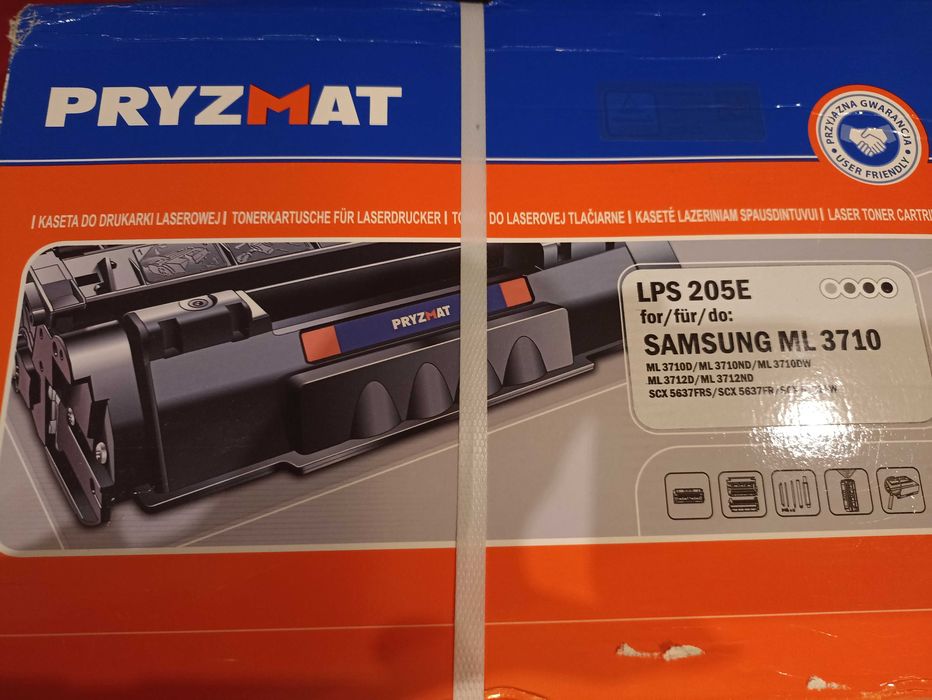 PRYZMAT
PRZYJAZNA GWARANCJA
USER FRIENDLY
| KASETA DO DRUKARKI LASEROWEJ | TONERKARTUSCHE FÜR LASERDRUCKER | DO LASEROVEJ TLAČIARNE | KASETĖ LAZERINIAM SPAUSDINTUVUI | LASER TONER
PRYZMAT
LPS 205E
for/für/do:
SAMSUNG ML 3710
ML 3710D/ML 3710ND/ML 3710DW
ML 3712D/ML 3712ND
SCX 5637FRS/SCX 5637FR/